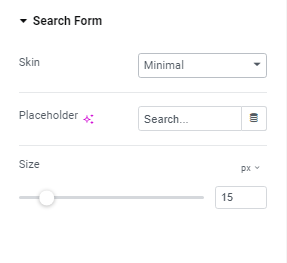 Search Form
Skin Minimal
Placeholder Search...
Size px
15